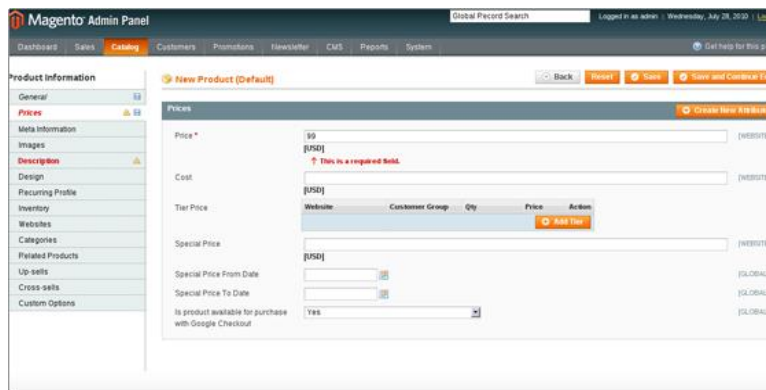 Magento Admin Panel
Global Record Search
Logged in as admin | Wednesday, July 28, 2010 |
Dashboard Sales Catalog Customers Promotions Newsletter CMS Reports System
Get help for this p
Product Information
General
Prices
Meta Information
Images
Description
Design
Recurring Profile
Inventory
Websites
Categories
Related Products
Up-sells
Cross-sells
Custom Options
New Product (Default)
Back Reset Save Save and Continue E
Prices
Create New Attribut
Price *
99
[WEBSIT
[USD]
This is a required field.
Cost
[WEBSIT
[USD]
Tier Price
Website Customer Group Qty Price Action
Add Tier
Special Price
[WEBSIT
[USD]
Special Price From Date
[GLOBAL
Special Price To Date
[GLOBAL
Is product available for purchase
with Google Checkout
Yes
[GLOBAL